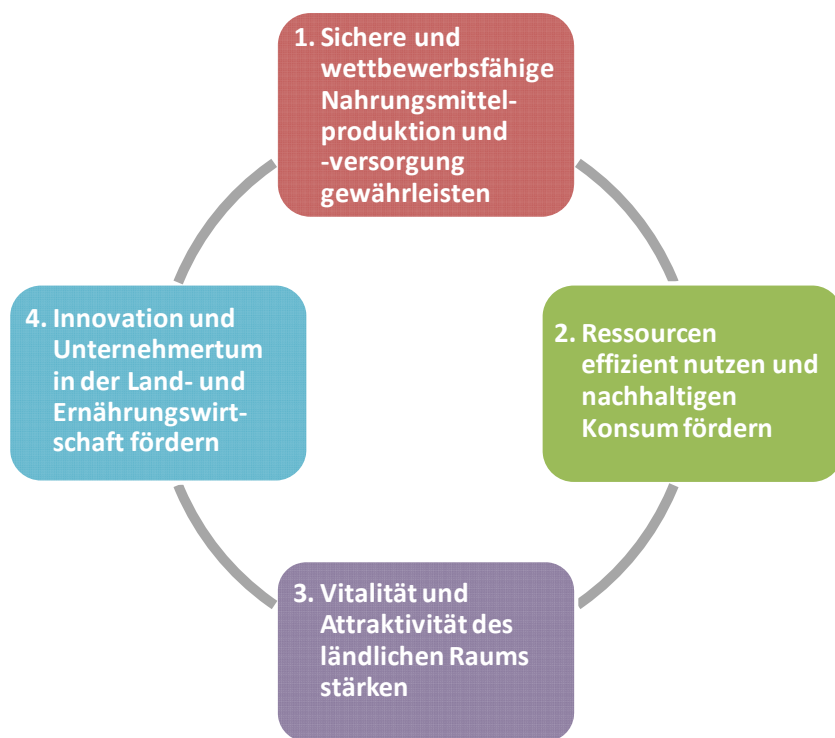 1. Sichere und
wettbewerbsfähige
Nahrungsmittel-
produktion und
-versorgung
gewährleisten
2. Ressourcen
effizient nutzen und
nachhaltigen
Konsum fördern
3. Vitalität und
Attraktivität des
ländlichen Raums
stärken
4. Innovation und
Unternehmertum
in der Land- und
Ernährungswirt-
schaft fördern